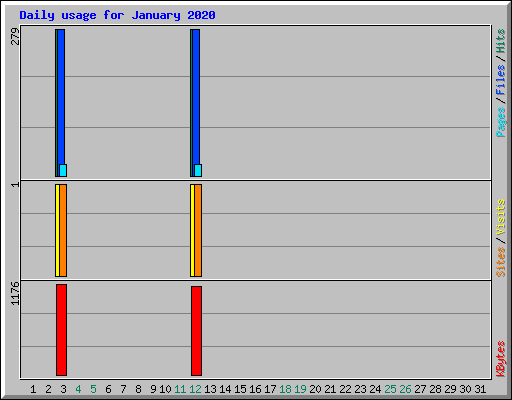 Daily usage for January 2020
279
Pages/Files/Hits
1
Sites/Visits
1176
KBytes
1 2 3 4 5 6 7 8 9 10 11 12 13 14 15 16 17 18 19 20 21 22 23 24 25 26 27 28 29 30 31